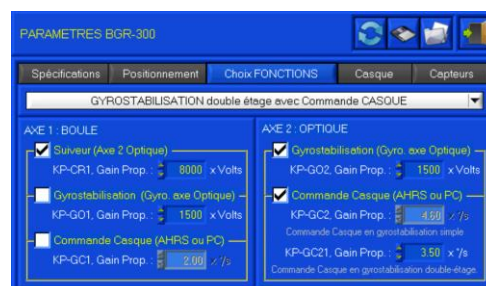 PARAMETRES BGR-300
Spécifications Positionnement Choix FONCTIONS Casque Capteurs
GYROSTABILISATION double étage avec Commande CASQUE
AXE 1 : BOULE
Suiveur (Axe 2 Optique)
KP-CR1, Gain Prop. : 8000 x Volts
Gyrostabilisation (Gyro. axe Optique)
KP-GO1, Gain Prop. : 1500 x Volts
Commande Casque (AHRS ou PC)
KP-GC1, Gain Prop. : 2.00 x °/s
AXE 2 : OPTIQUE
Gyrostabilisation (Gyro. axe Optique)
KP-GO2, Gain Prop. : 1500 x Volts
Commande Casque (AHRS ou PC)
KP-GC2, Gain Prop. : 4.60 x °/s
Commande Casque en gyrostabilisation simple
KP-GC21, Gain Prop. : 3.50 x °/s
Commande Casque en gyrostabilisation double-étage.